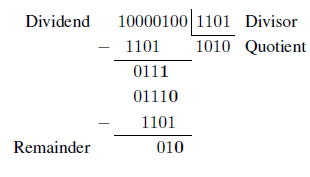 Dividend 10000100 1101 Divisor
− 1101 1010 Quotient
0111
01110
− 1101
Remainder 010